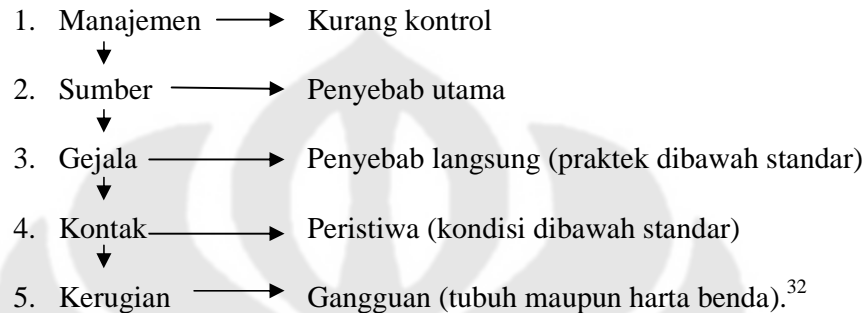 1. Manajemen → Kurang kontrol
2. Sumber → Penyebab utama
3. Gejala → Penyebab langsung (praktek dibawah standar)
4. Kontak → Peristiwa (kondisi dibawah standar)
5. Kerugian → Gangguan (tubuh maupun harta benda).32